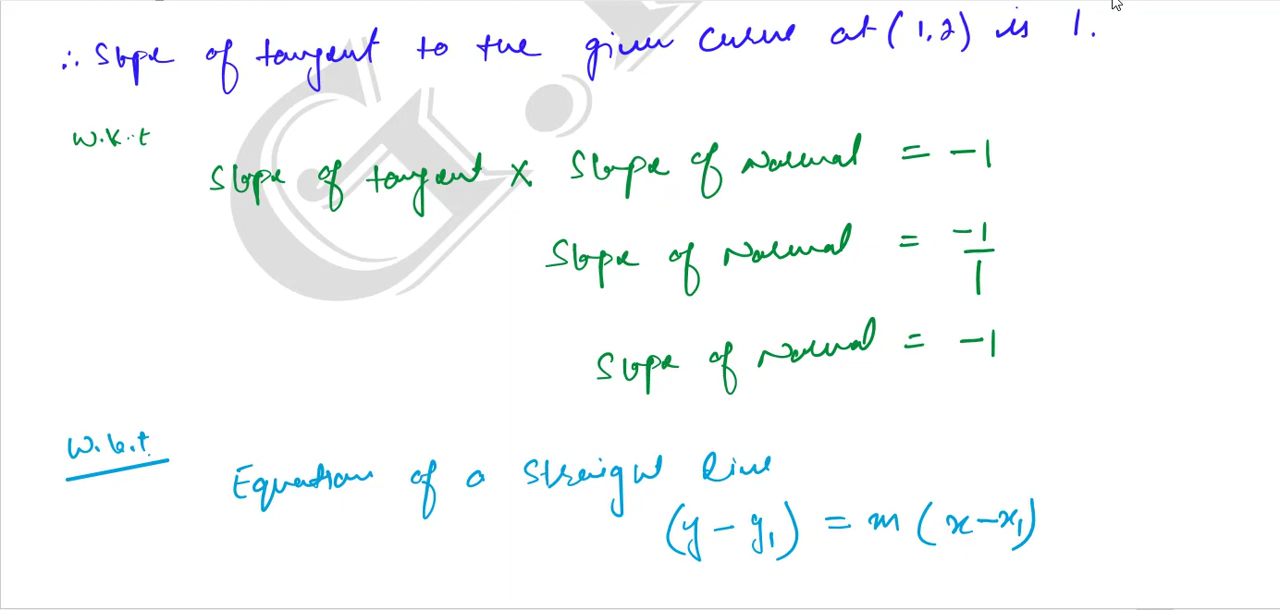 ∴ Slope of tangent to the given curve at (1,2) is 1.
W.K.t
Slope of tangent × Slope of Normal = -1
Slope of Normal = -1/1
Slope of Normal = -1
W.k.t.
Equation of a straight line
(y - y₁) = m (x - x₁)